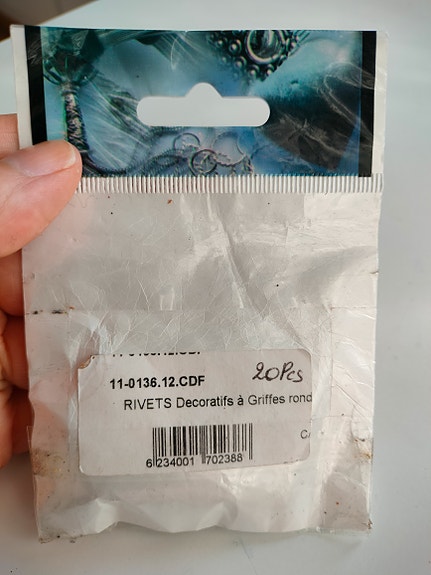 11-0136.12.CDF 20Pcs
RIVETS Decoratifs à Griffes rond
6 234001 702388